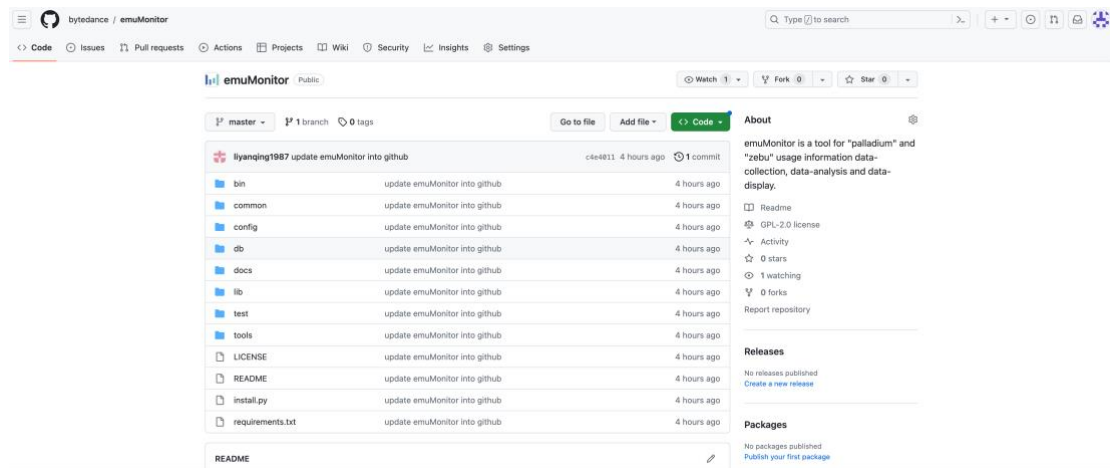 bytedance / emuMonitor
Type / to search
Code Issues Pull requests Actions Projects Wiki Security Insights Settings
emuMonitor Public
Watch 1 Fork 0 Star 0
master 1 branch 0 tags Go to file Add file Code
liyanqing1987 update emuMonitor into github c4e4011 4 hours ago 1 commit
bin update emuMonitor into github 4 hours ago
common update emuMonitor into github 4 hours ago
config update emuMonitor into github 4 hours ago
db update emuMonitor into github 4 hours ago
docs update emuMonitor into github 4 hours ago
lib update emuMonitor into github 4 hours ago
test update emuMonitor into github 4 hours ago
tools update emuMonitor into github 4 hours ago
LICENSE update emuMonitor into github 4 hours ago
README update emuMonitor into github 4 hours ago
install.py update emuMonitor into github 4 hours ago
requirements.txt update emuMonitor into github 4 hours ago
README
About
emuMonitor is a tool for "palladium" and
"zebu" usage information data-
collection, data-analysis and data-
display.
Readme
GPL-2.0 license
Activity
0 stars
1 watching
0 forks
Report repository
Releases
No releases published
Create a new release
Packages
No packages published
Publish your first package